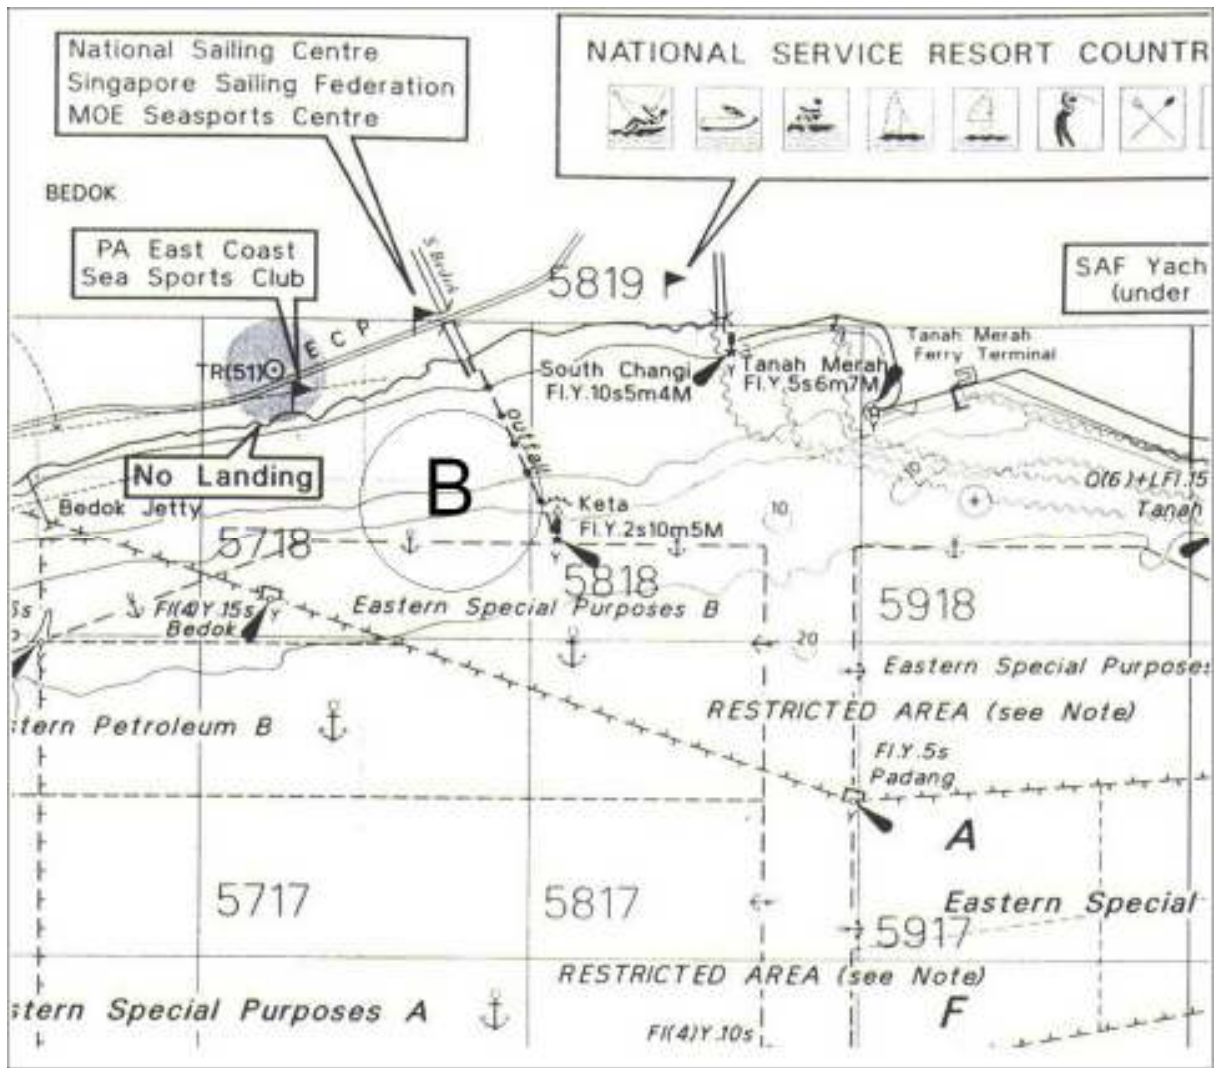 National Sailing Centre
Singapore Sailing Federation
MOE Seasports Centre
NATIONAL SERVICE RESORT COUNTR
BEDOK
PA East Coast
Sea Sports Club
S Bedok
5819
SAF Yach
(under
E C P
TR(51)
South Changi
Fl.Y.10s5m4M
Tanah Merah
Fl.Y.5s6m7M
Tanah Merah
Ferry Terminal
No Landing
outfall
B
Bedok Jetty
Keta
Fl.Y.2s10m5M
10
10
Q(6)+LFl.15
Tanah
5718
5818
5918
Fl(4)Y.15s
Bedok
Eastern Special Purposes B
20
Eastern Special Purposes
RESTRICTED AREA (see Note)
stern Petroleum B
Fl.Y.5s
Padang
A
5717
5817
5917
Eastern Special
RESTRICTED AREA (see Note)
stern Special Purposes A
F
Fl(4)Y.10s